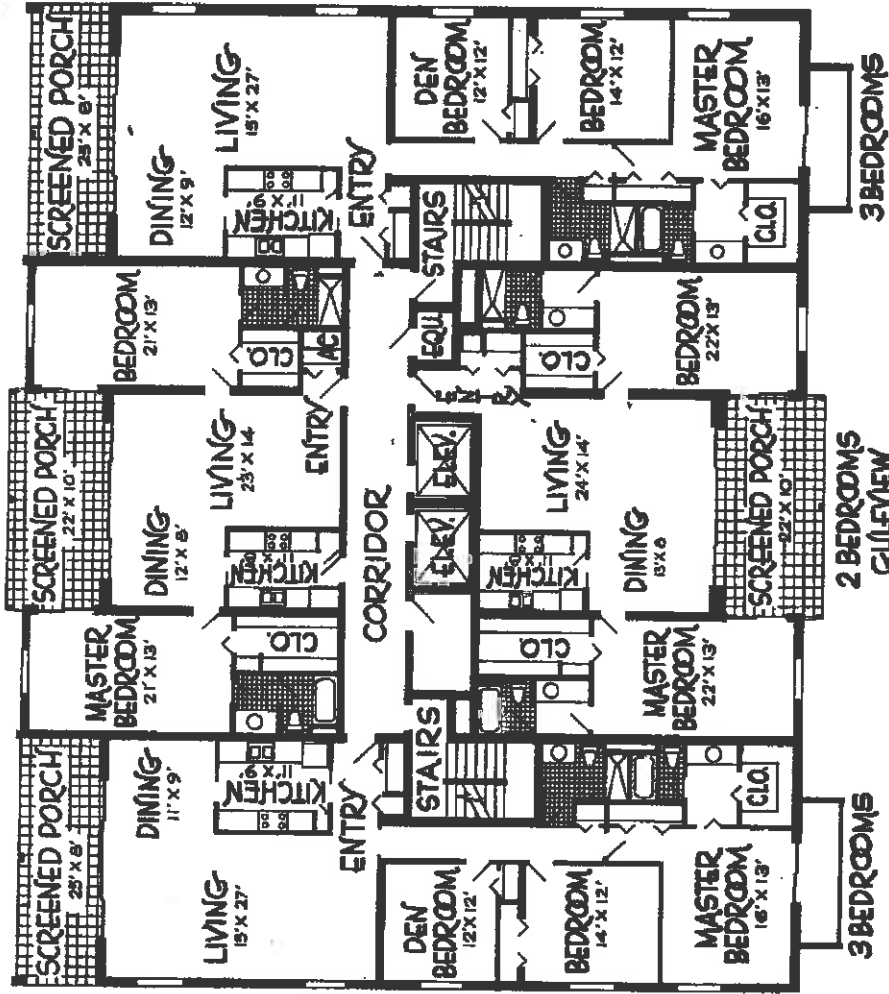 SCREENED PORCH
25' X 8'
DINING
12' X 9'
LIVING
15' X 27'
KITCHEN
11' X 9'
ENTRY
DEN
BEDROOM
12' X 12'
BEDROOM
14' X 12'
MASTER
BEDROOM
16' X 13'
CLO.
STAIRS
3 BEDROOMS
BEDROOM
21' X 13'
CLO.
AC
EQU.
CLO.
BEDROOM
22' X 13'
SCREENED PORCH
22' X 10'
LIVING
23' X 14
ENTRY
DINING
12' X 8'
KITCHEN
CORRIDOR
ELEV.
ELEV.
LIVING
24' X 14'
KITCHEN
DINING
13' X 8
SCREENED PORCH
22' X 10'
2 BEDROOMS
GULFVIEW
MASTER
BEDROOM
21' X 13'
CLO.
CLO.
MASTER
BEDROOM
22' X 13'
SCREENED PORCH
25' X 8'
DINING
11' X 9'
LIVING
15' X 27'
KITCHEN
11' X 9'
ENTRY
STAIRS
DEN
BEDROOM
12' X 12'
BEDROOM
14' X 12'
MASTER
BEDROOM
16' X 13'
CLO.
3 BEDROOMS